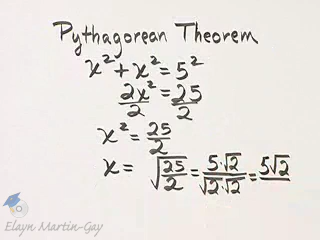 Pythagorean Theorem
x² + x² = 5²
2x²/2 = 25/2
x² = 25/2
x = √(25/2) = 5·√2/(√2·√2) = 5√2/
Elayn Martin-Gay